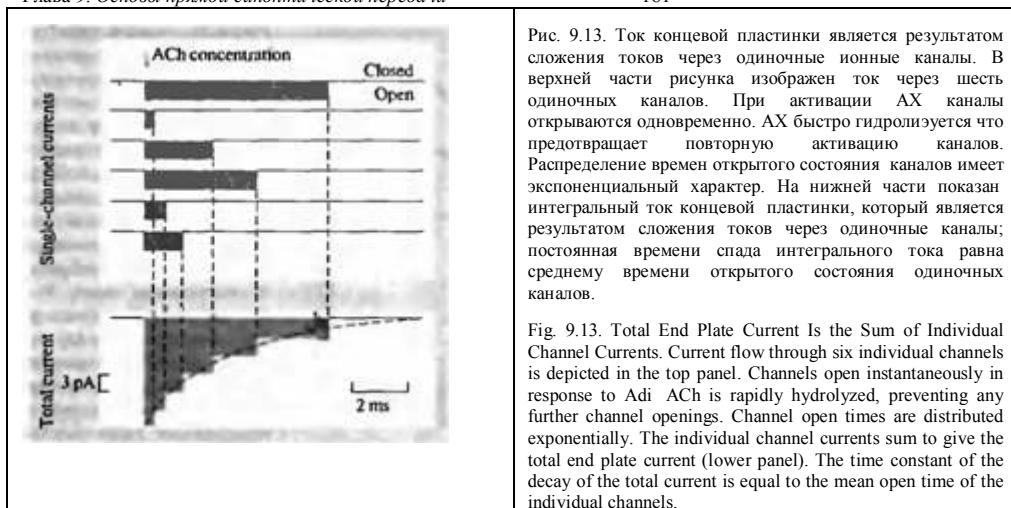 Глава 9. Основы прямой синоптической передачи
181
ACh concentration
Closed
Open
Single-channel currents
Total current
3 pA
2 ms
Рис. 9.13. Ток концевой пластинки является результатом
сложения токов через одиночные ионные каналы. В
верхней части рисунка изображен ток через шесть
одиночных каналов. При активации АХ каналы
открываются одновременно. АХ быстро гидролизуется что
предотвращает повторную активацию каналов.
Распределение времен открытого состояния каналов имеет
экспоненциальный характер. На нижней части показан
интегральный ток концевой пластинки, который является
результатом сложения токов через одиночные каналы;
постоянная времени спада интегрального тока равна
среднему времени открытого состояния одиночных
каналов.
Fig. 9.13. Total End Plate Current Is the Sum of Individual
Channel Currents. Current flow through six individual channels
is depicted in the top panel. Channels open instantaneously in
response to Adi ACh is rapidly hydrolyzed, preventing any
further channel openings. Channel open times are distributed
exponentially. The individual channel currents sum to give the
total end plate current (lower panel). The time constant of the
decay of the total current is equal to the mean open time of the
individual channels.